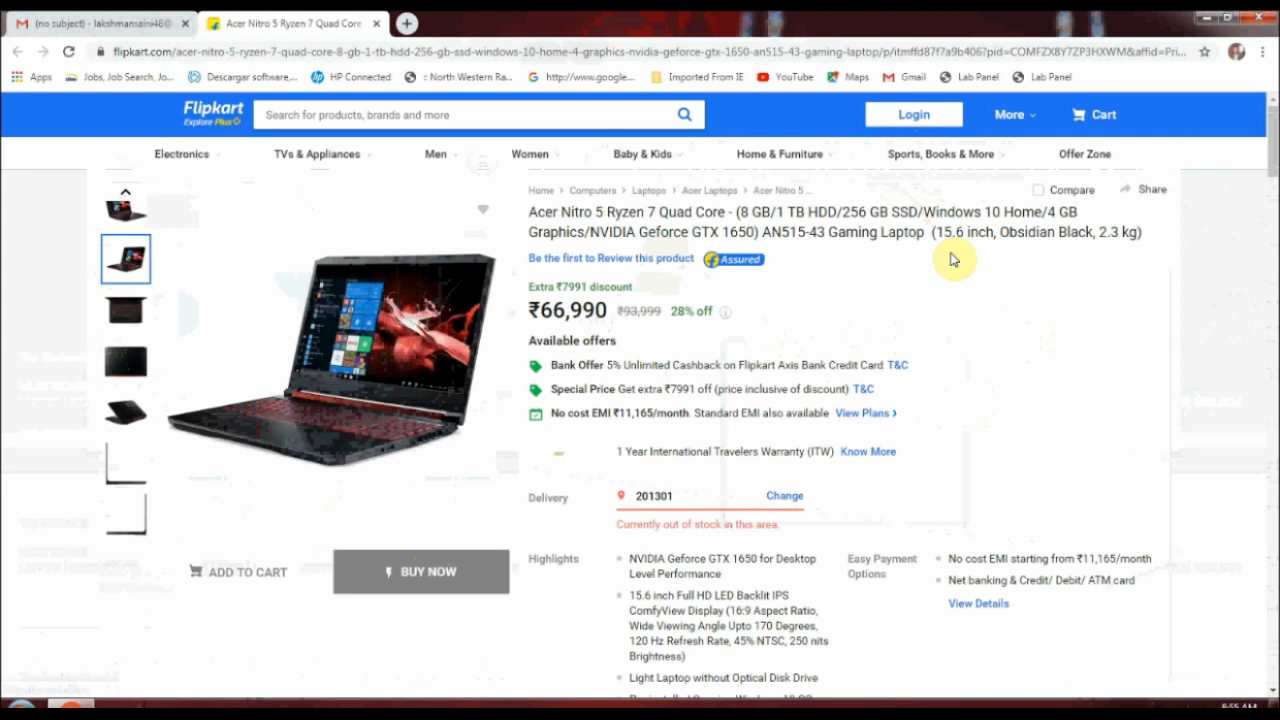 (no subject) - lakshmansaini48@
Acer Nitro 5 Ryzen 7 Quad Core
flipkart.com/acer-nitro-5-ryzen-7-quad-core-8-gb-1-tb-hdd-256-gb-ssd-windows-10-home-4-graphics-nvidia-geforce-gtx-1650-an515-43-gaming-laptop/p/itmffd87f7a9b406?pid=COMFZX8Y7ZP3HXWM&affid=Pri...
Apps Jobs, Job Search, Jo... Descargar software,... HP Connected :: North Western Ra... http://www.google... Imported From IE YouTube Maps Gmail Lab Panel Lab Panel
Flipkart
Explore Plus
Search for products, brands and more
Login
More
Cart
Electronics TVs & Appliances Men Women Baby & Kids Home & Furniture Sports, Books & More Offer Zone
Home > Computers > Laptops > Acer Laptops > Acer Nitro 5 ...
Compare
Share
Acer Nitro 5 Ryzen 7 Quad Core - (8 GB/1 TB HDD/256 GB SSD/Windows 10 Home/4 GB
Graphics/NVIDIA Geforce GTX 1650) AN515-43 Gaming Laptop (15.6 inch, Obsidian Black, 2.3 kg)
Be the first to Review this product
Assured
Extra ₹7991 discount
₹66,990 ₹93,999 28% off
Available offers
Bank Offer 5% Unlimited Cashback on Flipkart Axis Bank Credit Card T&C
Special Price Get extra ₹7991 off (price inclusive of discount) T&C
No cost EMI ₹11,165/month. Standard EMI also available View Plans >
1 Year International Travelers Warranty (ITW) Know More
Delivery
201301
Change
Currently out of stock in this area.
ADD TO CART
BUY NOW
Highlights
NVIDIA Geforce GTX 1650 for Desktop
Level Performance
15.6 inch Full HD LED Backlit IPS
ComfyView Display (16:9 Aspect Ratio,
Wide Viewing Angle Upto 170 Degrees,
120 Hz Refresh Rate, 45% NTSC, 250 nits
Brightness)
Light Laptop without Optical Disk Drive
Easy Payment
Options
No cost EMI starting from ₹11,165/month
Net banking & Credit/ Debit/ ATM card
View Details